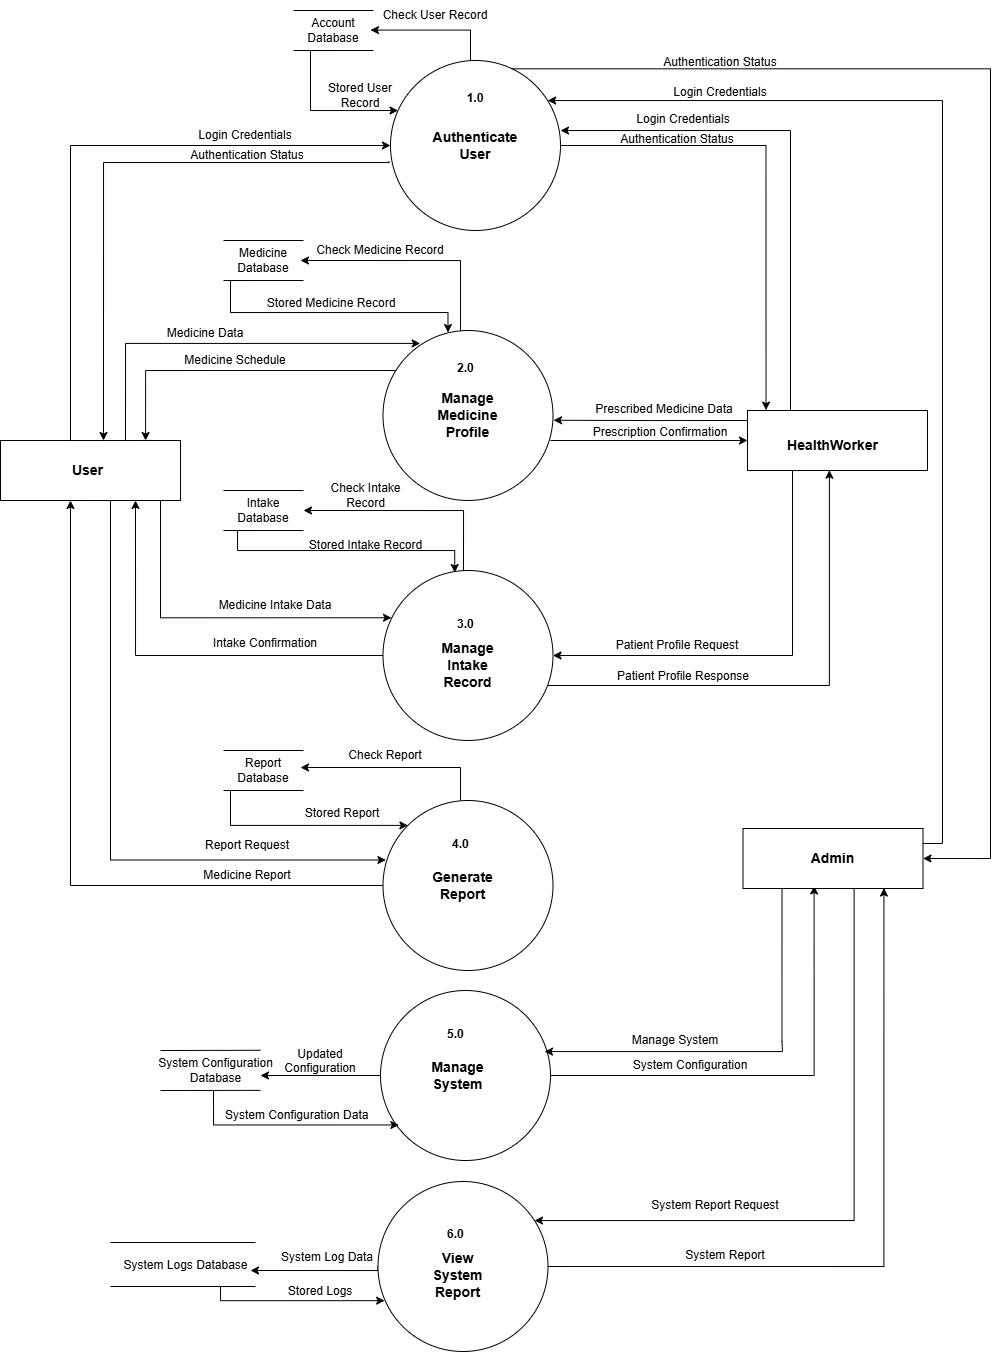 Check User Record
Account
Database
Authentication Status
Stored User
Record
1.0
Login Credentials
Authenticate
User
Login Credentials
Authentication Status
Login Credentials
Authentication Status
Medicine
Database
Check Medicine Record
Stored Medicine Record
Medicine Data
Medicine Schedule
2.0
Manage
Medicine
Profile
Prescribed Medicine Data
Prescription Confirmation
HealthWorker
User
Check Intake
Record
Intake
Database
Stored Intake Record
Medicine Intake Data
Intake Confirmation
3.0
Manage
Intake
Record
Patient Profile Request
Patient Profile Response
Report
Database
Check Report
Stored Report
Report Request
Medicine Report
4.0
Generate
Report
Admin
5.0
Manage
System
Manage System
System Configuration
System Configuration
Database
Updated
Configuration
System Configuration Data
6.0
View
System
Report
System Report Request
System Report
System Logs Database
System Log Data
Stored Logs